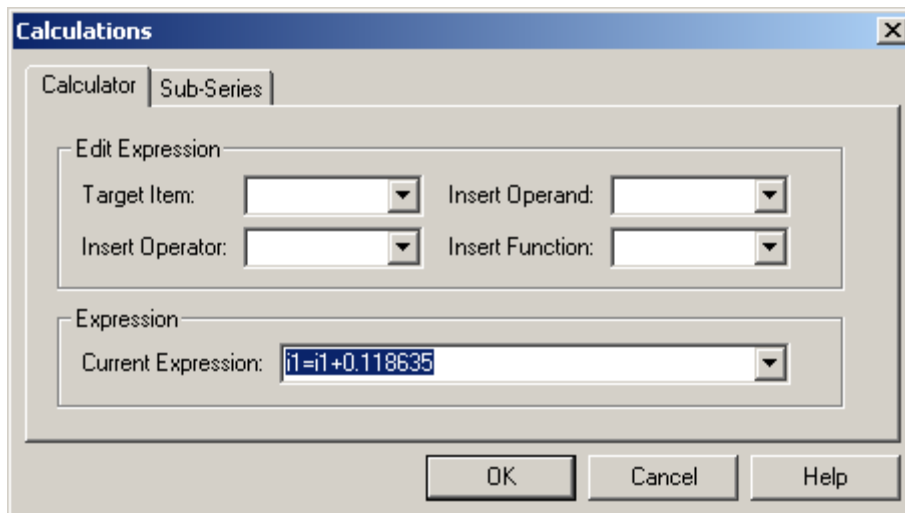 Calculations
Calculator Sub-Series
Edit Expression
Target Item: Insert Operand:
Insert Operator: Insert Function:
Expression
Current Expression: i1=i1+0.118635
OK Cancel Help